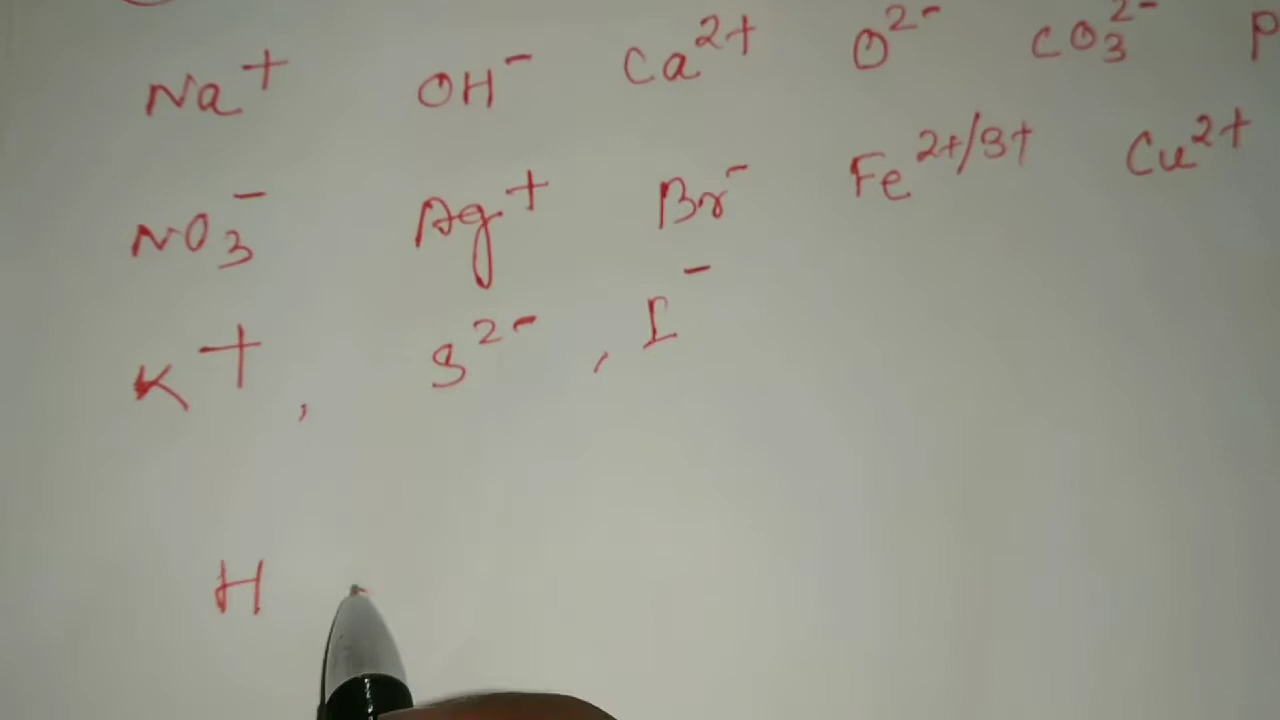 Na⁺ OH⁻ Ca²⁺ O²⁻ CO₃²⁻ P
NO₃⁻ Ag⁺ Br⁻ Fe²⁺/³⁺ Cu²⁺
K⁺, S²⁻, I⁻
H